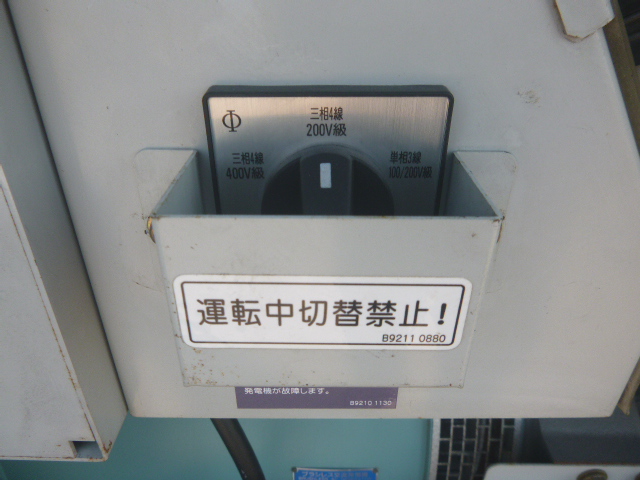 Φ
三相4線
200V級
三相4線
400V級
単相3線
100/200V級
運転中切替禁止!
B9211 0880
発電機が故障します。
B9210 1130